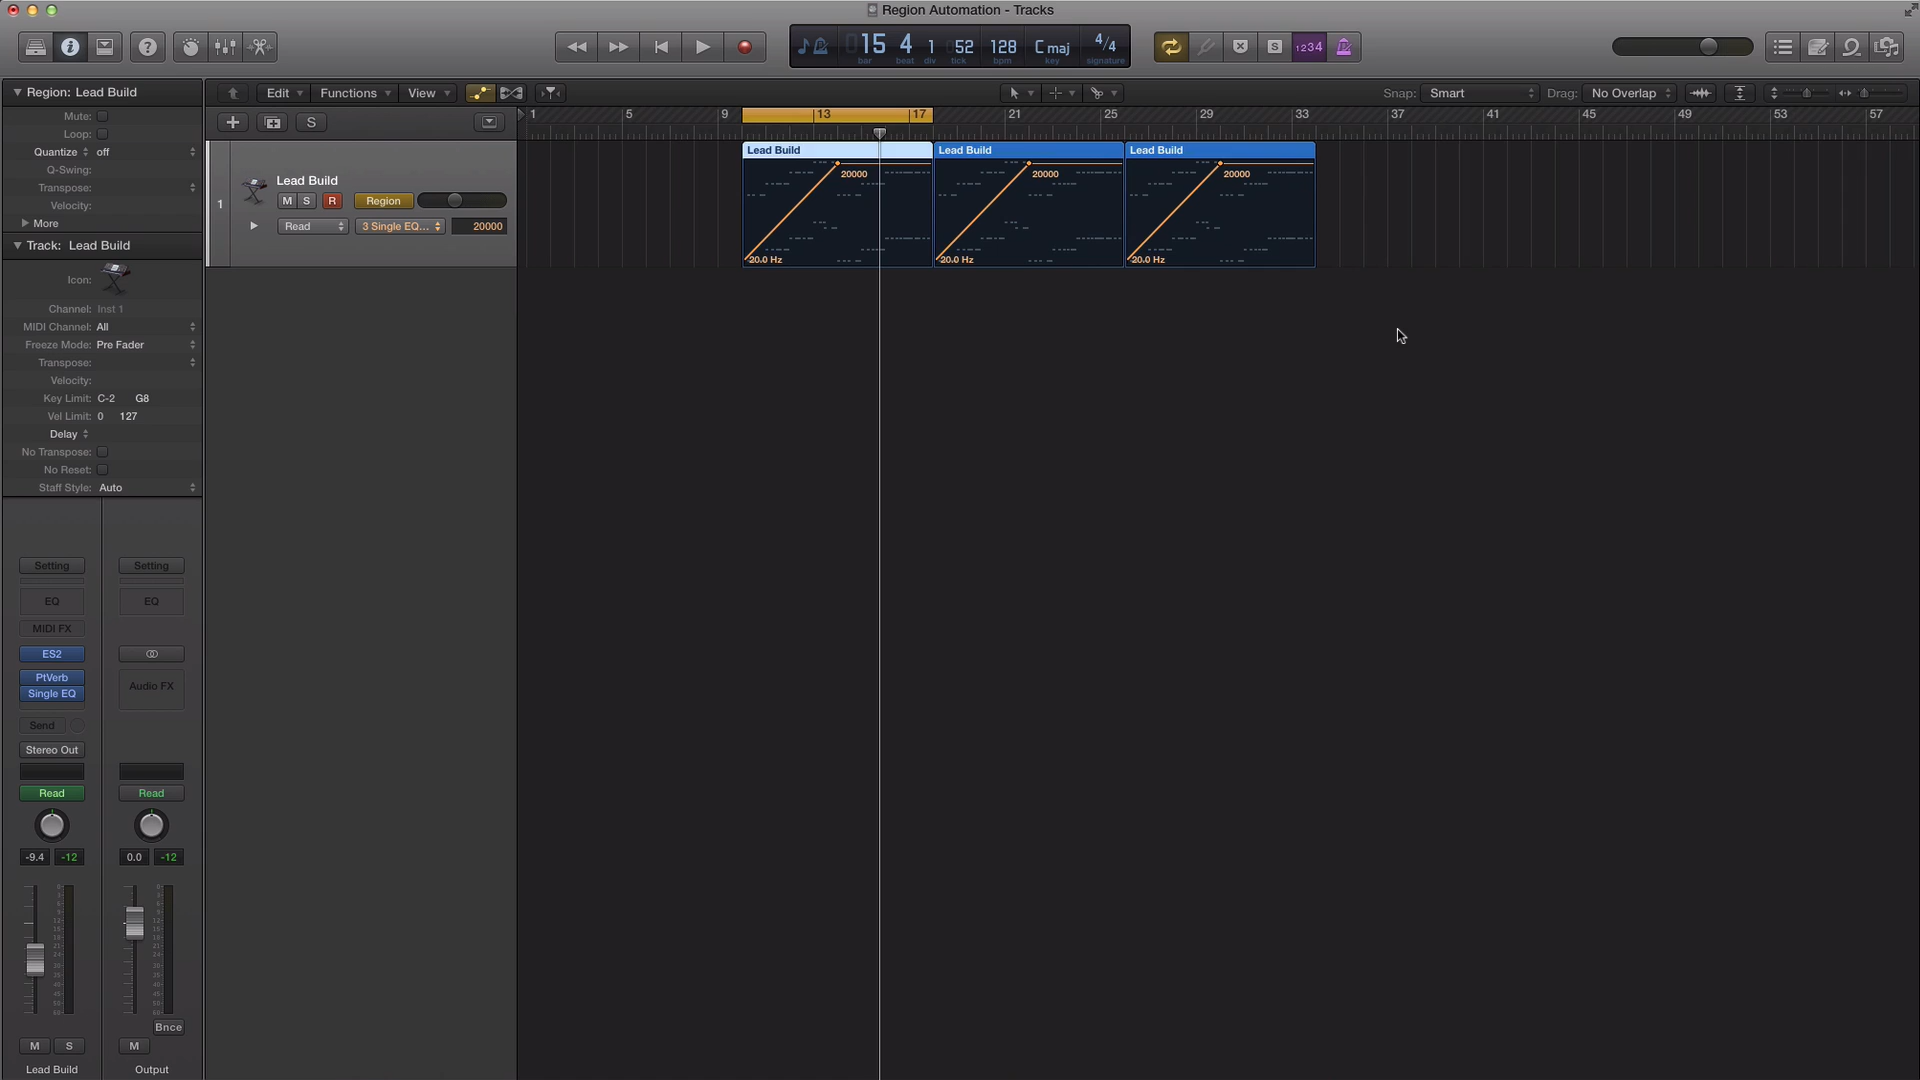 Region Automation - Tracks
15 4 1 52 128 C maj 4/4
bar beat div tick bpm key signature
S 1234
Region: Lead Build
Edit Functions View
Snap: Smart Drag: No Overlap
1 5 9 13 17 21 25 29 33 37 41 45 49 53 57
Mute:
S
Loop:
Quantize off
Q-Swing:
Transpose:
Velocity:
More
Lead Build Lead Build Lead Build
20000 20000 20000
20.0 Hz 20.0 Hz 20.0 Hz
1
Lead Build
M S R Region
Read 3 Single EQ... 20000
Track: Lead Build
Icon:
Channel: Inst 1
MIDI Channel: All
Freeze Mode: Pre Fader
Transpose:
Velocity:
Key Limit: C-2 G8
Vel Limit: 0 127
Delay
No Transpose:
No Reset:
Staff Style: Auto
Setting Setting
EQ EQ
MIDI FX
ES2
PtVerb
Audio FX
Single EQ
Send
Stereo Out
Read Read
-9.4 -12 0.0 -12
Bnce
M S M
Lead Build Output